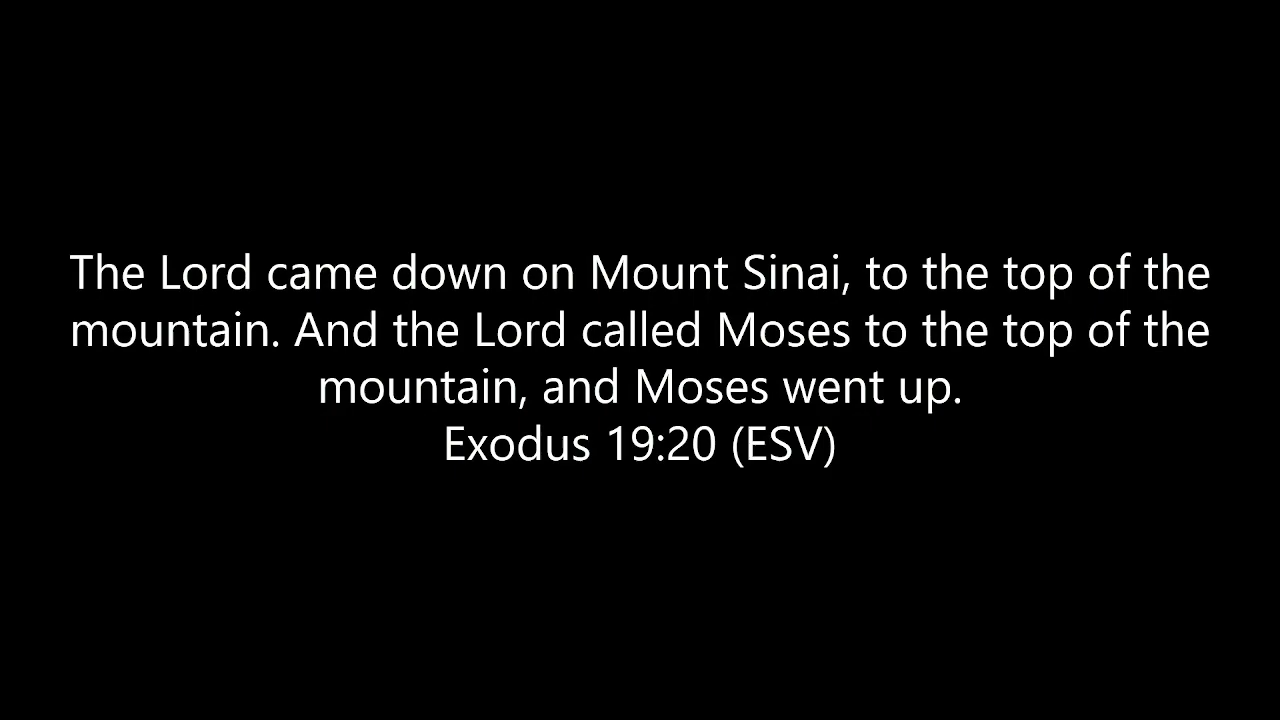 The Lord came down on Mount Sinai, to the top of the
mountain. And the Lord called Moses to the top of the
mountain, and Moses went up.
Exodus 19:20 (ESV)